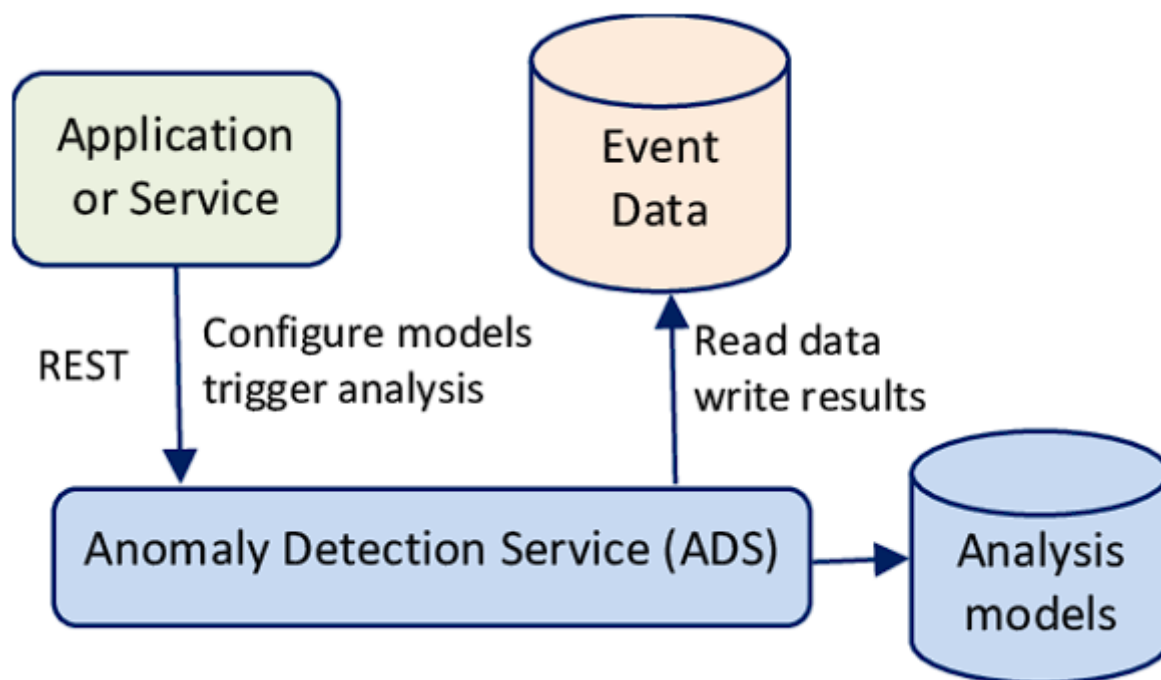 Application
or Service
Event
Data
REST
Configure models
trigger analysis
Read data
write results
Anomaly Detection Service (ADS)
Analysis
models